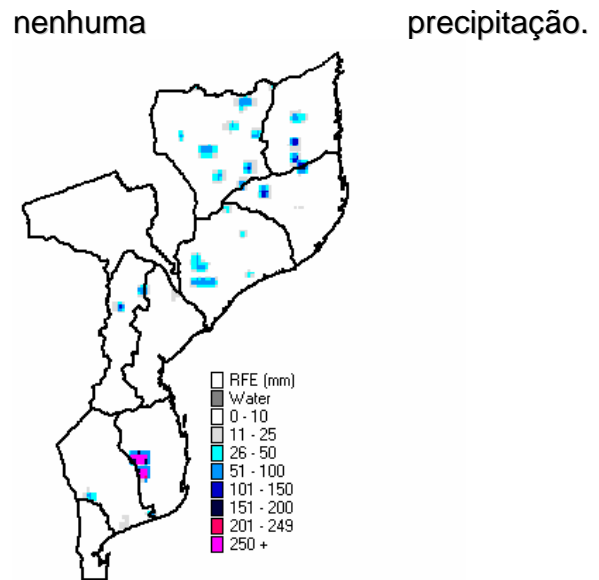 nenhuma precipitação.
RFE (mm)
Water
0 - 10
11 - 25
26 - 50
51 - 100
101 - 150
151 - 200
201 - 249
250 +